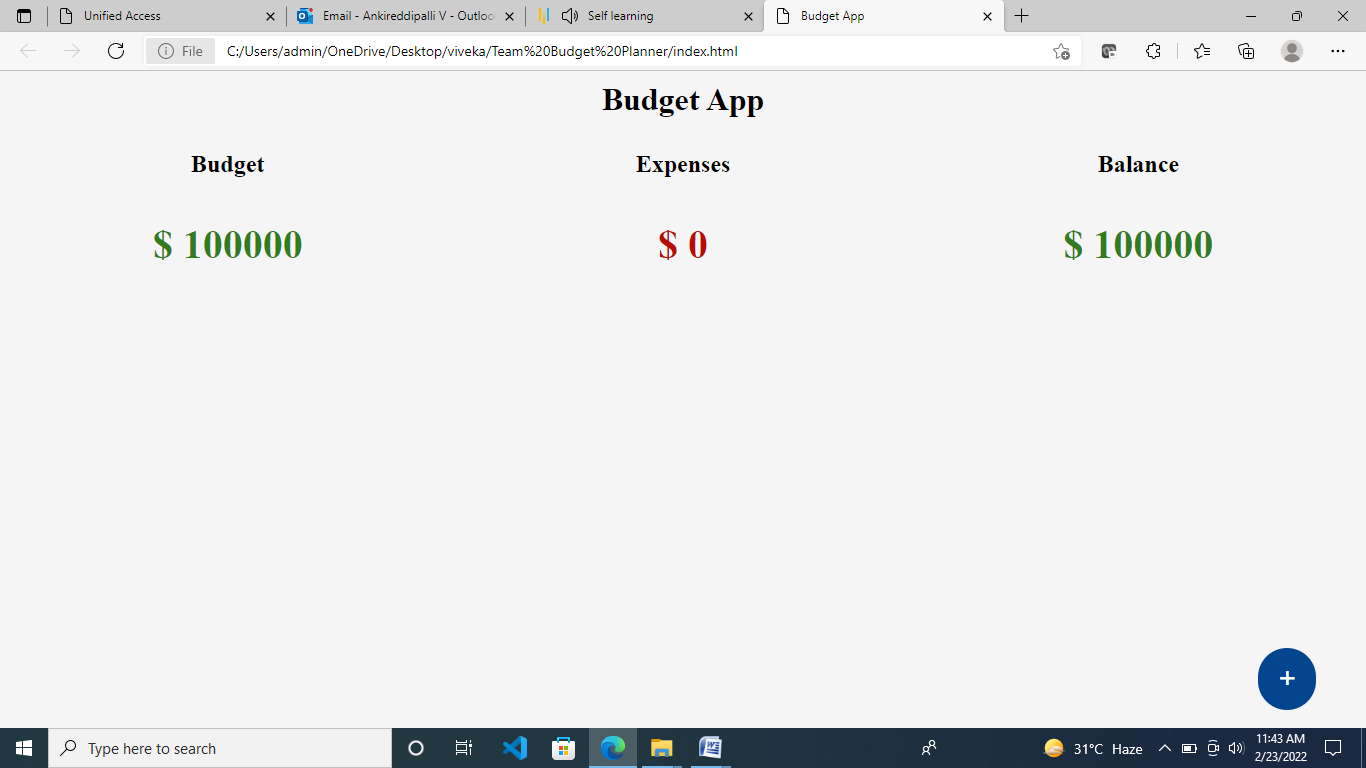 Unified Access
Email - Ankireddipalli V - Outloo
Self learning
Budget App
File
C:/Users/admin/OneDrive/Desktop/viveka/Team%20Budget%20Planner/index.html
Budget App
Budget
Expenses
Balance
$ 100000
$ 0
$ 100000
+
Type here to search
31°C Haze
11:43 AM
2/23/2022